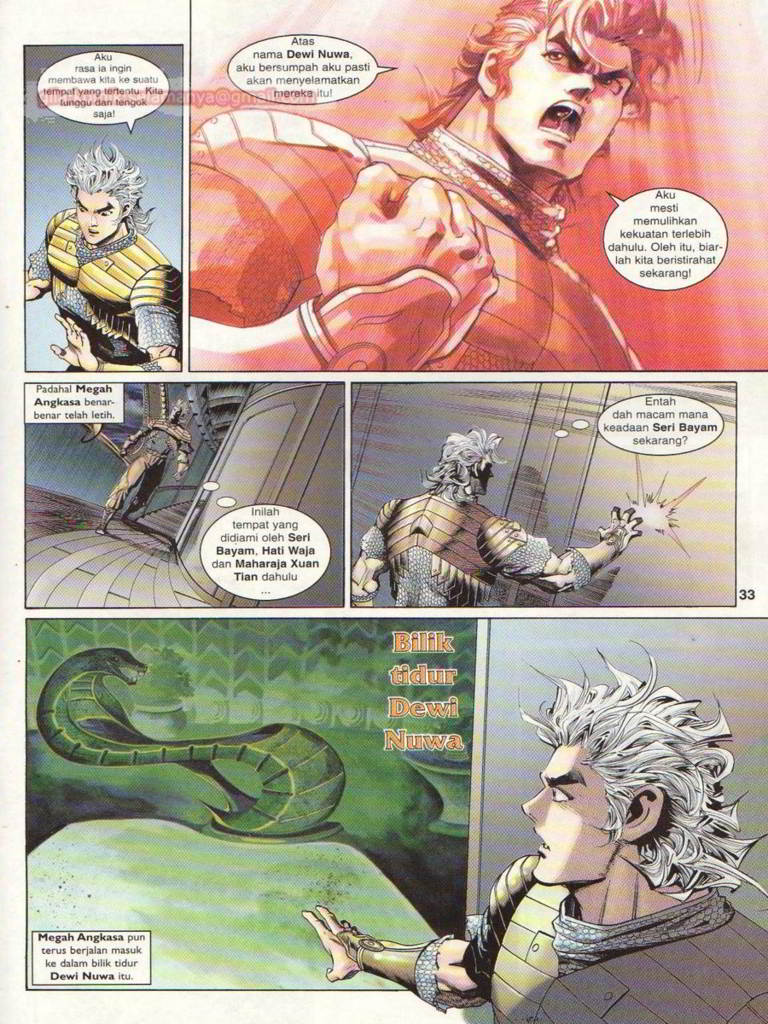 Aku
rasa ia ingin
membawa kita ke suatu
tempat yang tertentu. Kita
tunggu dan tengok
saja!
Atas
nama Dewi Nuwa,
aku bersumpah aku pasti
akan menyelamatkan
mereka itu!
Aku
mesti
memulihkan
kekuatan terlebih
dahulu. Oleh itu, biar-
lah kita beristirahat
sekarang!
Padahal Megah
Angkasa benar-
benar telah letih.
Inilah
tempat yang
didiami oleh Seri
Bayam, Hati Waja
dan Maharaja Xuan
Tian dahulu
...
Entah
dah macam mana
keadaan Seri Bayam
sekarang?
33
Bilik
tidur
Dewi
Nuwa
Megah Angkasa pun
terus berjalan masuk
ke dalam bilik tidur
Dewi Nuwa itu.